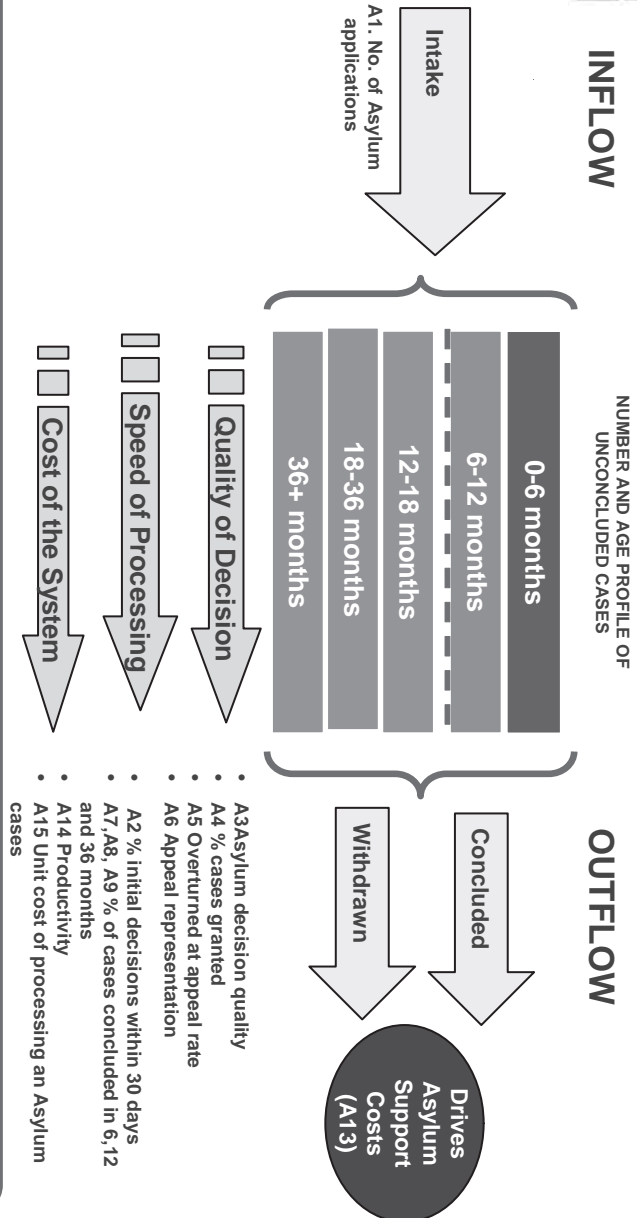 INFLOW
Intake
A1. No. of Asylum
applications
NUMBER AND AGE PROFILE OF
UNCONCLUDED CASES
0-6 months
6-12 months
12-18 months
18-36 months
36+ months
Quality of Decision
Speed of Processing
Cost of the System
OUTFLOW
Concluded
Withdrawn
Drives
Asylum
Support
Costs
(A13)
• A3Asylum decision quality
• A4 % cases granted
• A5 Overturned at appeal rate
• A6 Appeal representation
• A2 % initial decisions within 30 days
• A7,A8, A9 % of cases concluded in 6,12
and 36 months
• A14 Productivity
• A15 Unit cost of processing an Asylum
cases